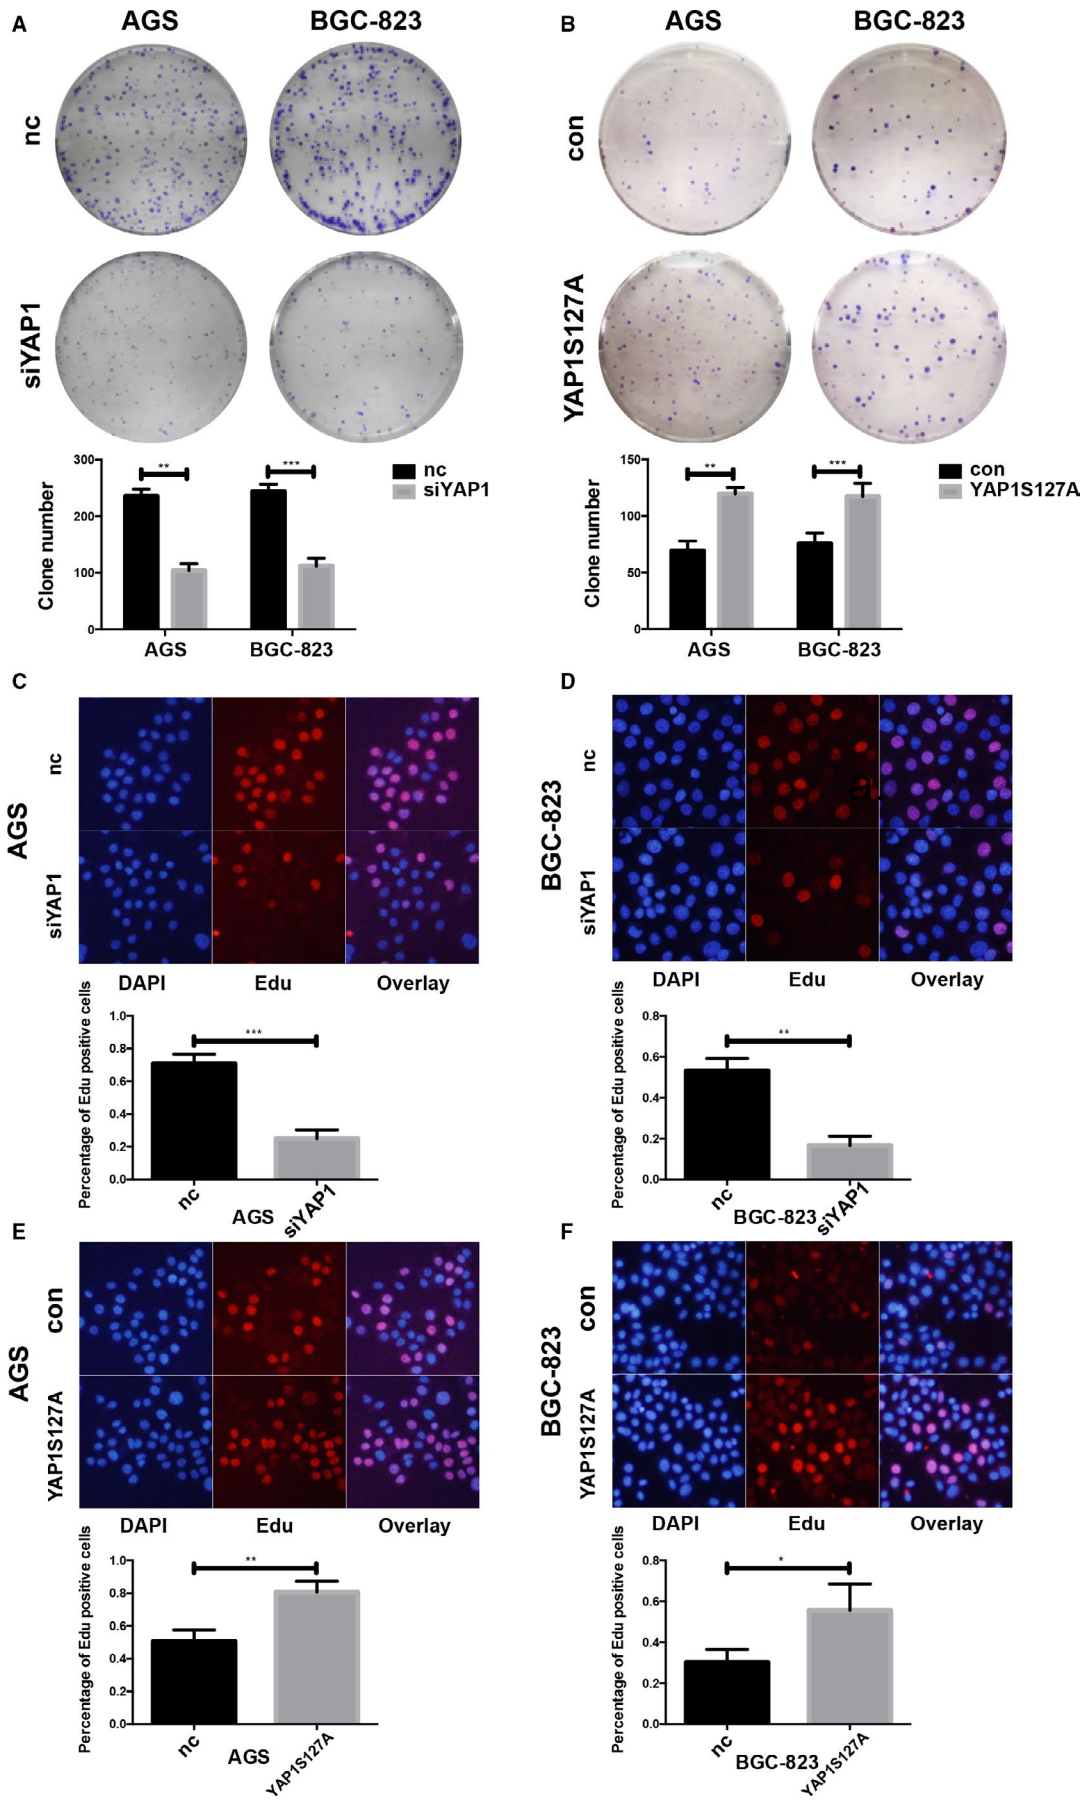 A
AGS
BGC-823
nc
siYAP1
300
200
100
0
Clone number
**
***
nc
siYAP1
AGS
BGC-823
B
AGS
BGC-823
con
YAP1S127A
150
100
50
0
Clone number
**
***
con
YAP1S127A
AGS
BGC-823
C
AGS
nc
siYAP1
DAPI
Edu
Overlay
Percentage of Edu positive cells
1.0
0.8
0.6
0.4
0.2
0.0
***
nc
siYAP1
AGS
D
BGC-823
nc
a.
siYAP1
DAPI
Edu
Overlay
Percentage of Edu positive cells
0.8
0.6
0.4
0.2
0.0
**
nc
siYAP1
BGC-823
E
AGS
con
YAP1S127A
DAPI
Edu
Overlay
Percentage of Edu positive cells
1.0
0.8
0.6
0.4
0.2
0.0
**
nc
YAP1S127A
AGS
F
BGC-823
con
YAP1S127A
DAPI
Edu
Overlay
Percentage of Edu positive cells
0.8
0.6
0.4
0.2
0.0
*
nc
YAP1S127A
BGC-823